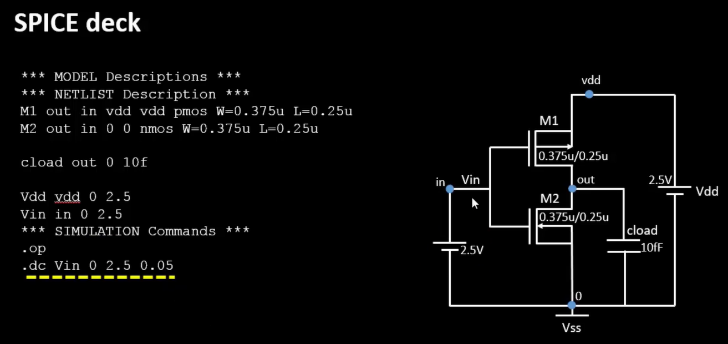 SPICE deck
*** MODEL Descriptions ***
*** NETLIST Description ***
M1 out in vdd vdd pmos W=0.375u L=0.25u
M2 out in 0 0 nmos W=0.375u L=0.25u
cload out 0 10f
Vdd vdd 0 2.5
Vin in 0 2.5
*** SIMULATION Commands ***
.op
.dc Vin 0 2.5 0.05
vdd
M1
0.375u/0.25u
in
Vin
out
2.5V
Vdd
M2
0.375u/0.25u
cload
10fF
2.5V
0
Vss